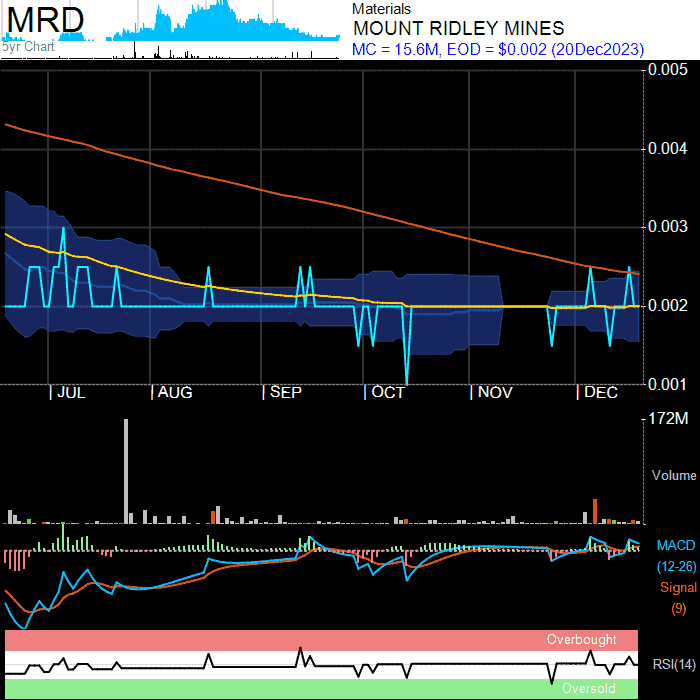 MRD
5yr Chart
Materials
MOUNT RIDLEY MINES
MC = 15.6M, EOD = $0.002 (20Dec2023)
0.005
0.004
0.003
0.002
0.001
JUL AUG SEP OCT NOV DEC
172M
Volume
MACD
(12-26)
Signal
(9)
Overbought
RSI(14)
Oversold